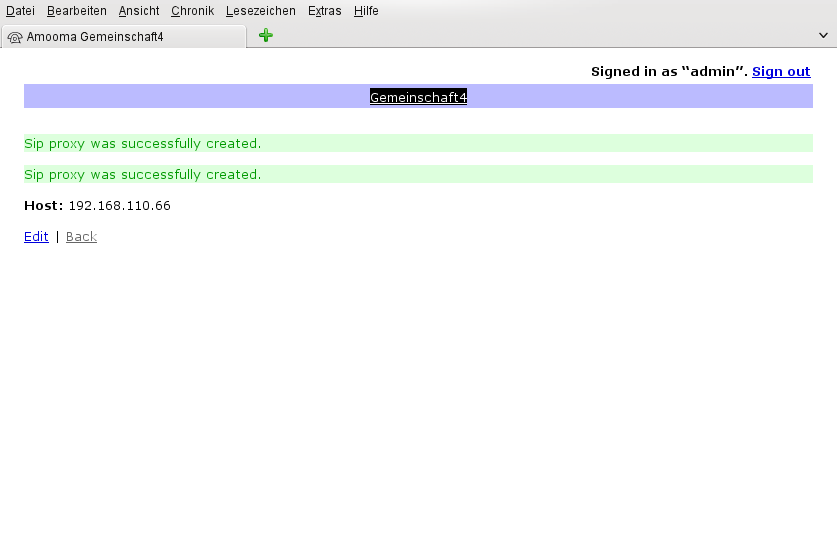 Datei Bearbeiten Ansicht Chronik Lesezeichen Extras Hilfe
Amooma Gemeinschaft4
Signed in as “admin”. Sign out
Gemeinschaft4
Sip proxy was successfully created.
Sip proxy was successfully created.
Host: 192.168.110.66
Edit | Back